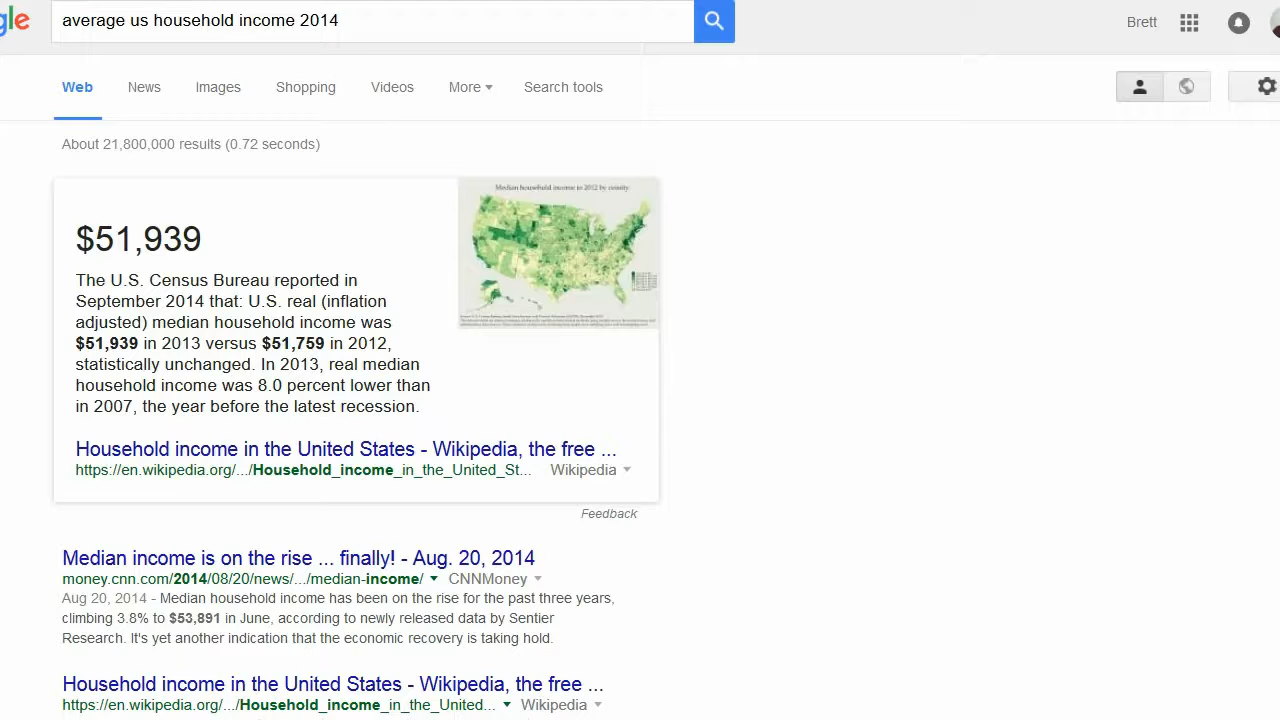 gle
average us household income 2014
Brett
Web News Images Shopping Videos More Search tools
About 21,800,000 results (0.72 seconds)
Median household income in 2012 by county
$51,939
The U.S. Census Bureau reported in
September 2014 that: U.S. real (inflation
adjusted) median household income was
$51,939 in 2013 versus $51,759 in 2012,
statistically unchanged. In 2013, real median
household income was 8.0 percent lower than
in 2007, the year before the latest recession.
Household income in the United States - Wikipedia, the free ...
https://en.wikipedia.org/.../Household_income_in_the_United_St... Wikipedia
Feedback
Median income is on the rise ... finally! - Aug. 20, 2014
money.cnn.com/2014/08/20/news/.../median-income/ CNNMoney
Aug 20, 2014 - Median household income has been on the rise for the past three years,
climbing 3.8% to $53,891 in June, according to newly released data by Sentier
Research. It's yet another indication that the economic recovery is taking hold.
Household income in the United States - Wikipedia, the free ...
https://en.wikipedia.org/.../Household_income_in_the_United... Wikipedia